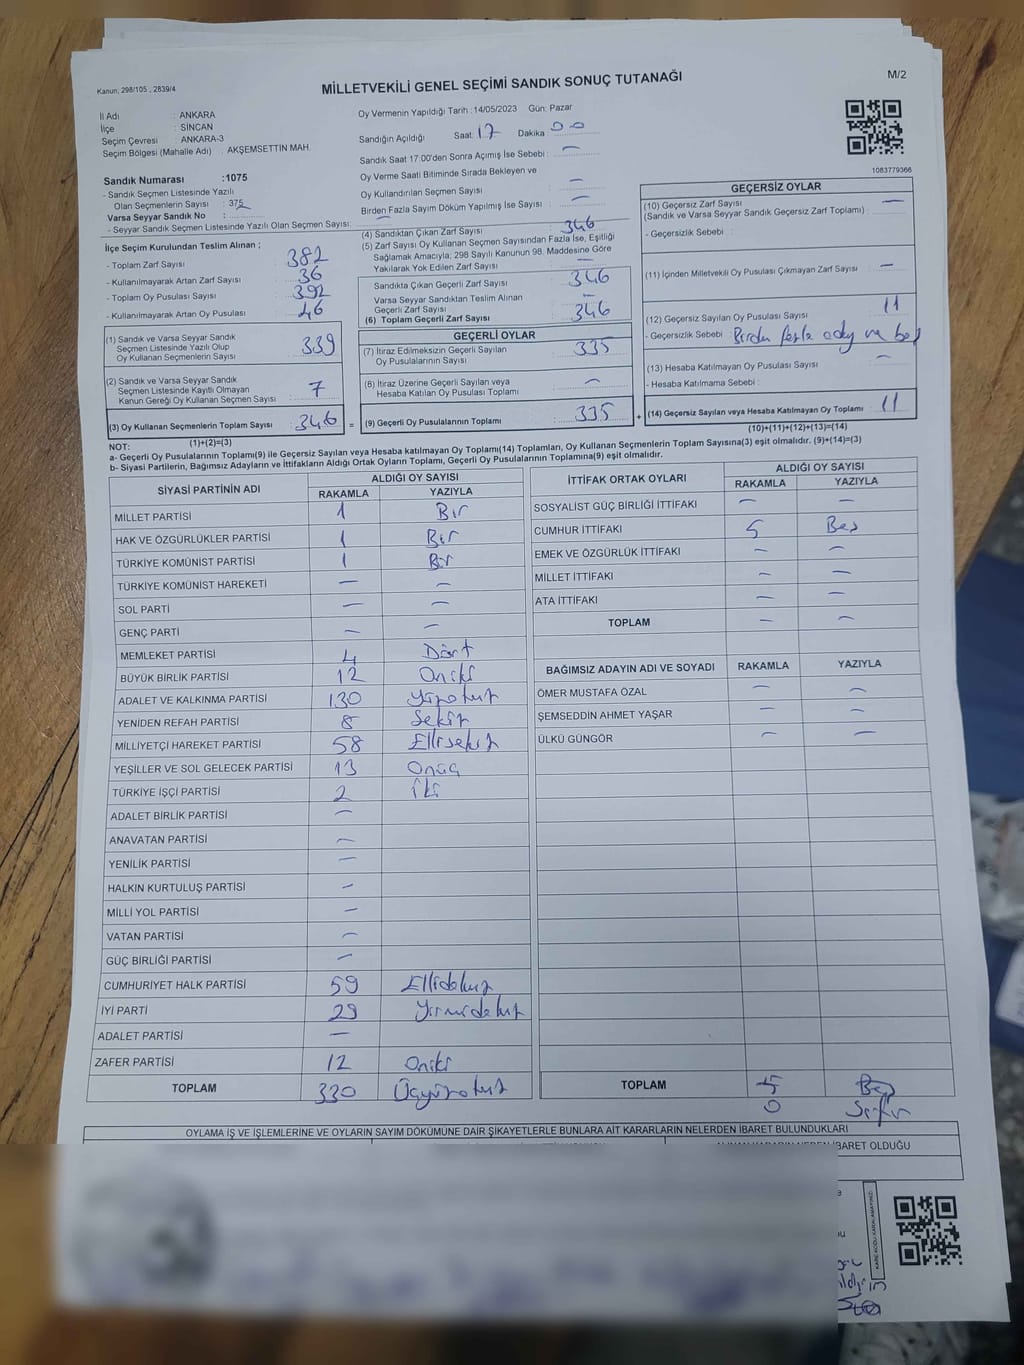 Kanun; 298/105 , 2839/4
MİLLETVEKİLİ GENEL SEÇİMİ SANDIK SONUÇ TUTANAĞI
M/2
İl Adı : ANKARA
İlçe : SİNCAN
Seçim Çevresi : ANKARA-3
Seçim Bölgesi (Mahalle Adı) : AKŞEMSETTİN MAH.
Sandık Numarası :1075
- Sandık Seçmen Listesinde Yazılı
Olan Seçmenlerin Sayısı : 375
Varsa Seyyar Sandık No :
- Seyyar Sandık Seçmen Listesinde Yazılı Olan Seçmen Sayısı
Oy Vermenin Yapıldığı Tarih : 14/05/2023 Gün: Pazar
Sandığın Açıldığı Saat: 17 Dakika 00
Sandık Saat 17:00'den Sonra Açımış İse Sebebi : —
Oy Verme Saati Bitiminde Sırada Bekleyen ve
Oy Kullandırılan Seçmen Sayısı —
Birden Fazla Sayım Döküm Yapılmış İse Sayısı : —
1083779366
İlçe Seçim Kurulundan Teslim Alınan ;
- Toplam Zarf Sayısı 382
- Kullanılmayarak Artan Zarf Sayısı : 36
- Toplam Oy Pusulası Sayısı 392
- Kullanılmayarak Artan Oy Pusulası 46
(1) Sandık ve Varsa Seyyar Sandık
Seçmen Listesinde Yazılı Olup
Oy Kullanan Seçmenlerin Sayısı 339
(2) Sandık ve Varsa Seyyar Sandık
Seçmen Listesinde Kayıtlı Olmayan
Kanun Gereği Oy Kullanan Seçmen Sayısı : 7
(3) Oy Kullanan Seçmenlerin Toplam Sayısı : 346 =
(1)+(2)=(3)
(4) Sandıktan Çıkan Zarf Sayısı : 346
(5) Zarf Sayısı Oy Kullanan Seçmen Sayısından Fazla İse, Eşitliği
Sağlamak Amacıyla; 298 Sayılı Kanunun 98. Maddesine Göre
Yakılarak Yok Edilen Zarf Sayısı : —
Sandıkta Çıkan Geçerli Zarf Sayısı 346
Varsa Seyyar Sandıktan Teslim Alınan
Geçerli Zarf Sayısı —
(6) Toplam Geçerli Zarf Sayısı : 346
GEÇERLİ OYLAR
(7) İtiraz Edilmeksizin Geçerli Sayılan
Oy Pusulalarının Sayısı: 335
(8) İtiraz Üzerine Geçerli Sayılan veya
Hesaba Katılan Oy Pusulası Toplamı —
(9) Geçerli Oy Pusulalarının Toplamı 335 +
GEÇERSİZ OYLAR
(10) Geçersiz Zarf Sayısı —
(Sandık ve Varsa Seyyar Sandık Geçersiz Zarf Toplamı) :
- Geçersizlik Sebebi :
(11) İçinden Milletvekili Oy Pusulası Çıkmayan Zarf Sayısı : —
(12) Geçersiz Sayılan Oy Pusulası Sayısı 11
- Geçersizlik Sebebi Birden fazla
(13) Hesaba Katılmayan Oy Pusulası Sayısı : —
- Hesaba Katılmama Sebebi :
(14) Geçersiz Sayılan veya Hesaba Katılmayan Oy Toplamı : 11
(10)+(11)+(12)+(13)=(14)
NOT:
a- Geçerli Oy Pusulalarının Toplamı(9) ile Geçersiz Sayılan veya Hesaba katılmayan Oy Toplamı(14) Toplamları, Oy Kullanan Seçmenlerin Toplam Sayısına(3) eşit olmalıdır. (9)+(14)=(3)
b- Siyasi Partilerin, Bağımsız Adayların ve İttifakların Aldığı Ortak Oyların Toplamı, Geçerli Oy Pusulalarının Toplamına(9) eşit olmalıdır.
SİYASİ PARTİNİN ADI ALDIĞI OY SAYISI
RAKAMLA YAZIYLA
MİLLET PARTİSİ 1 Bir
HAK VE ÖZGÜRLÜKLER PARTİSİ 1 Bir
TÜRKİYE KOMÜNİST PARTİSİ 1 Bir
TÜRKİYE KOMÜNİST HAREKETİ — —
SOL PARTİ — —
GENÇ PARTİ — —
MEMLEKET PARTİSİ 4 Dört
BÜYÜK BİRLİK PARTİSİ 12 Oniki
ADALET VE KALKINMA PARTİSİ 130 Yüzotuz
YENİDEN REFAH PARTİSİ 8 Sekiz
MİLLİYETÇİ HAREKET PARTİSİ 58 Ellisekiz
YEŞİLLER VE SOL GELECEK PARTİSİ 13 Onüç
TÜRKİYE İŞÇİ PARTİSİ 2 İki
ADALET BİRLİK PARTİSİ —
ANAVATAN PARTİSİ —
YENİLİK PARTİSİ —
HALKIN KURTULUŞ PARTİSİ —
MİLLİ YOL PARTİSİ —
VATAN PARTİSİ —
GÜÇ BİRLİĞİ PARTİSİ —
CUMHURİYET HALK PARTİSİ 59 Ellidokuz
İYİ PARTİ 29 Yirmidokuz
ADALET PARTİSİ —
ZAFER PARTİSİ 12 Oniki
TOPLAM 330 Üçyüzotuz
İTTİFAK ORTAK OYLARI ALDIĞI OY SAYISI
RAKAMLA YAZIYLA
SOSYALİST GÜÇ BİRLİĞİ İTTİFAKI — —
CUMHUR İTTİFAKI 5 Beş
EMEK VE ÖZGÜRLÜK İTTİFAKI — —
MİLLET İTTİFAKI — —
ATA İTTİFAKI — —
TOPLAM — —
BAĞIMSIZ ADAYIN ADI VE SOYADI RAKAMLA YAZIYLA
ÖMER MUSTAFA ÖZAL — —
ŞEMSEDDİN AHMET YAŞAR — —
ÜLKÜ GÜNGÖR — —
TOPLAM 5 Beş
0 Sıfır
OYLAMA İŞ VE İŞLEMLERİNE VE OYLARIN SAYIM DÖKÜMÜNE DAİR ŞİKAYETLERLE BUNLARA AİT KARARLARIN NELERDEN İBARET BULUNDUKLARI
İBARET OLDUĞU